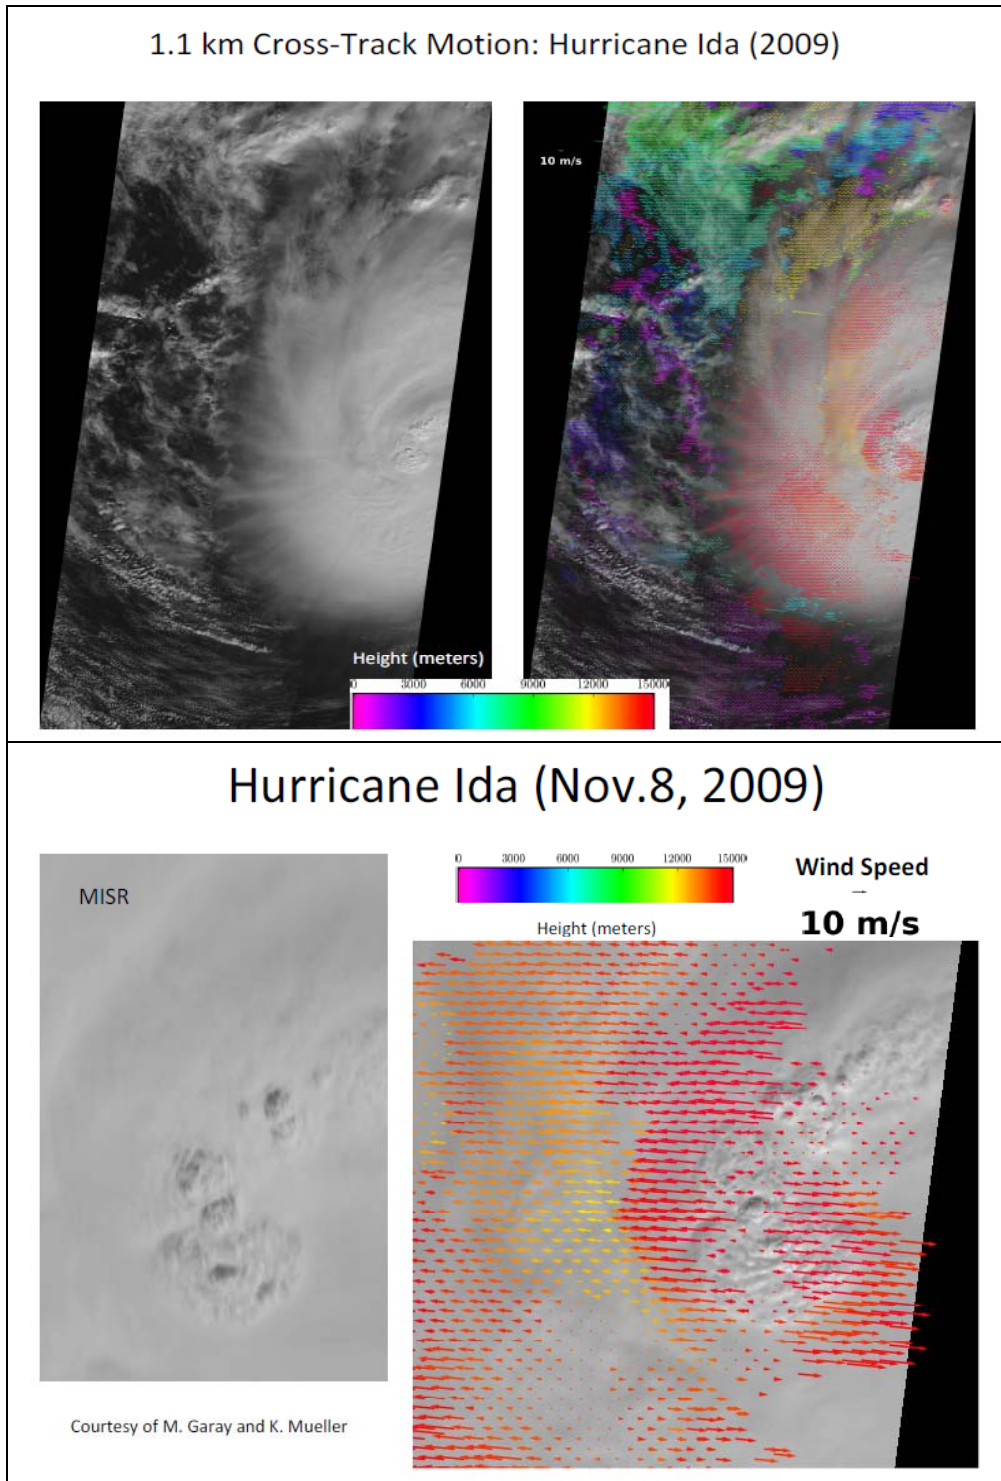 1.1 km Cross-Track Motion: Hurricane Ida (2009)
10 m/s
Height (meters)
0 3000 6000 9000 12000 15000
Hurricane Ida (Nov.8, 2009)
MISR
0 3000 6000 9000 12000 15000
Height (meters)
Wind Speed
10 m/s
Courtesy of M. Garay and K. Mueller